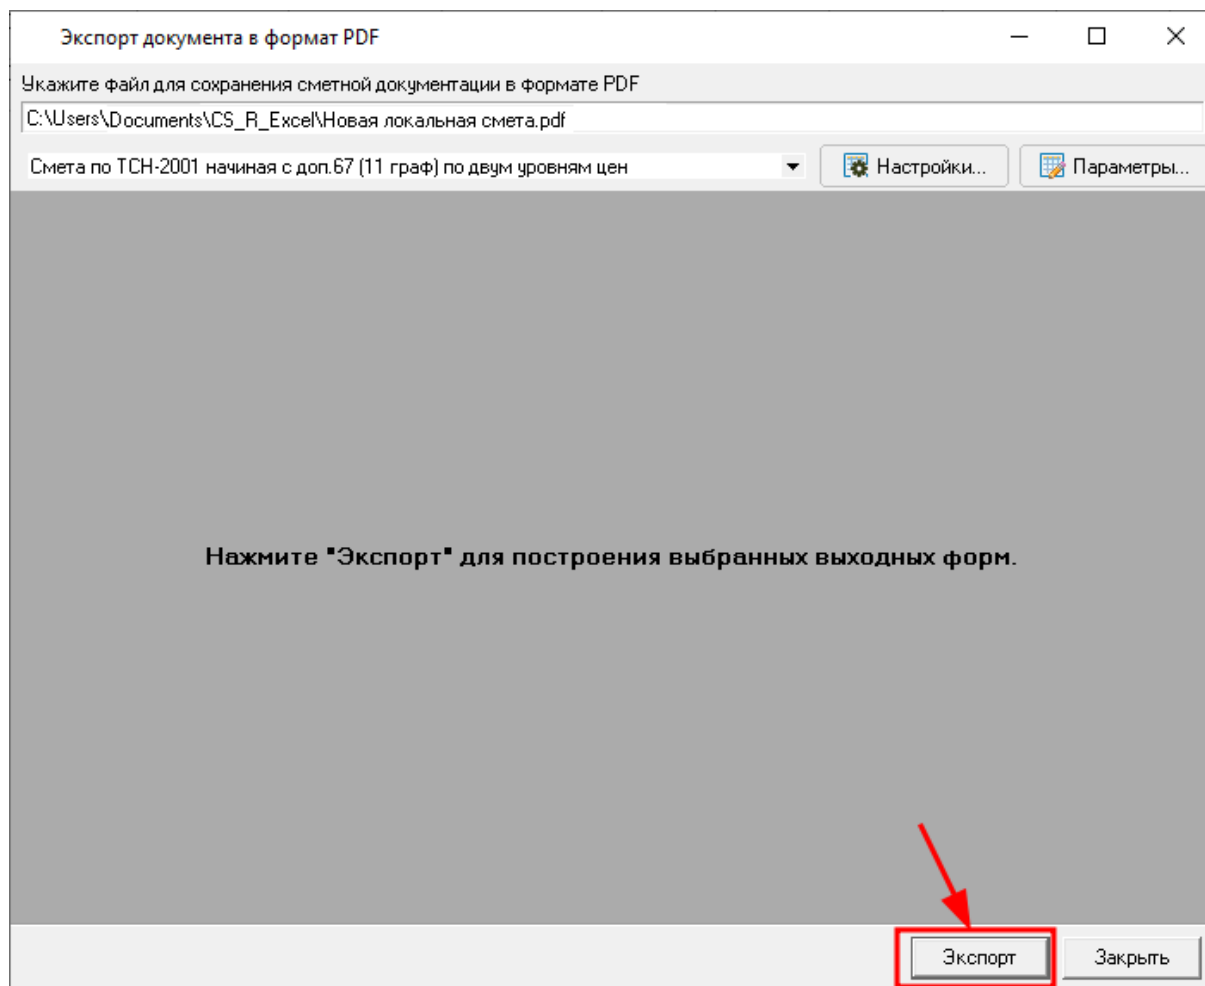 Экспорт документа в формат PDF
Укажите файл для сохранения сметной документации в формате PDF
C:\Users\Documents\CS_R_Excel\Новая локальная смета.pdf
Смета по ТСН-2001 начиная с доп.67 (11 граф) по двум уровням цен
Настройки...
Параметры...
Нажмите "Экспорт" для построения выбранных выходных форм.
Экспорт
Закрыть